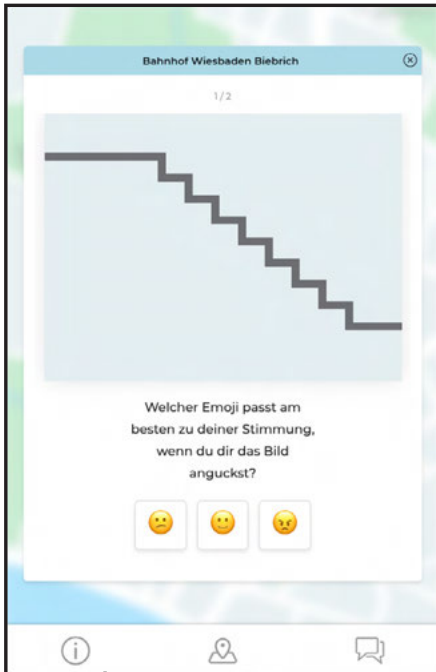 Bahnhof Wiesbaden Biebrich
1/2
Welcher Emoji passt am
besten zu deiner Stimmung,
wenn du dir das Bild
anguckst?